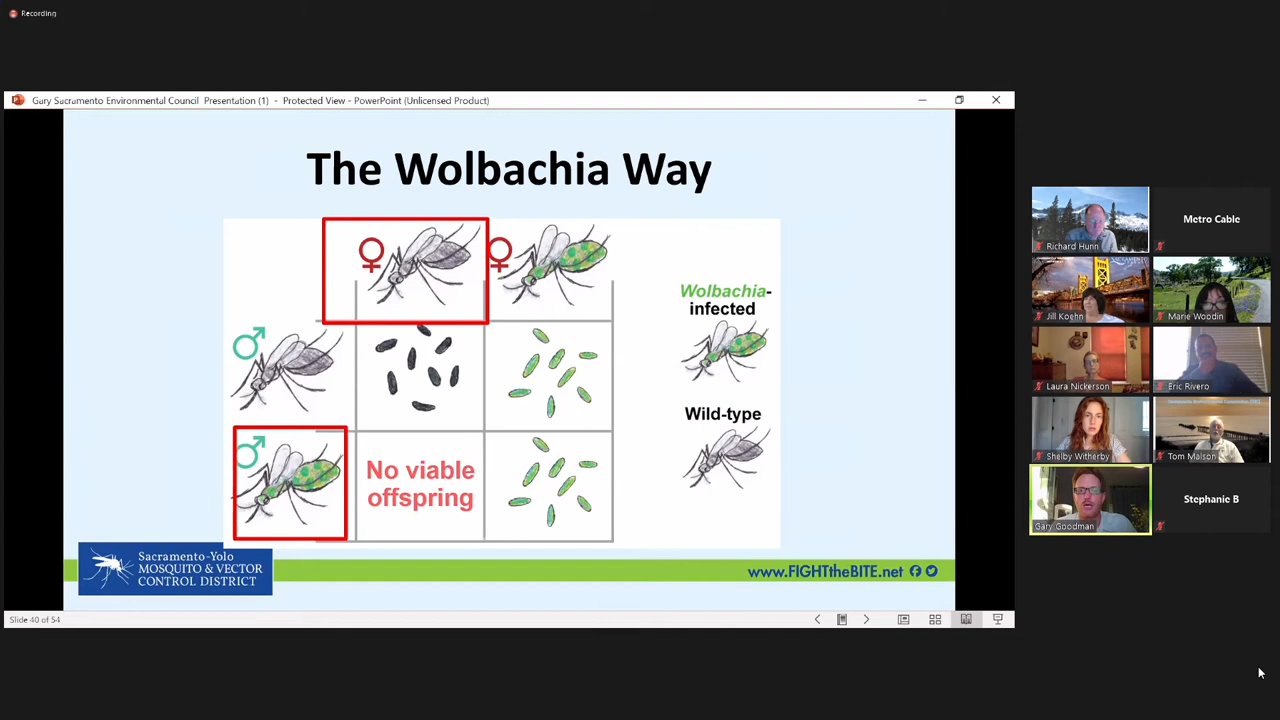 Recording
Gary Sacramento Environmental Council Presentation (1) - Protected View - PowerPoint (Unlicensed Product)
The Wolbachia Way
Wolbachia-
infected
Wild-type
No viable
offspring
Sacramento-Yolo
MOSQUITO & VECTOR
CONTROL DISTRICT
www.FIGHTtheBITE.net
Slide 40 of 54
Richard Hunn
Metro Cable
Jill Koehn
Marie Woodin
Laura Nickerson
Eric Rivero
Shelby Witherby
Tom Malson
Gary Goodman
Stephanie B